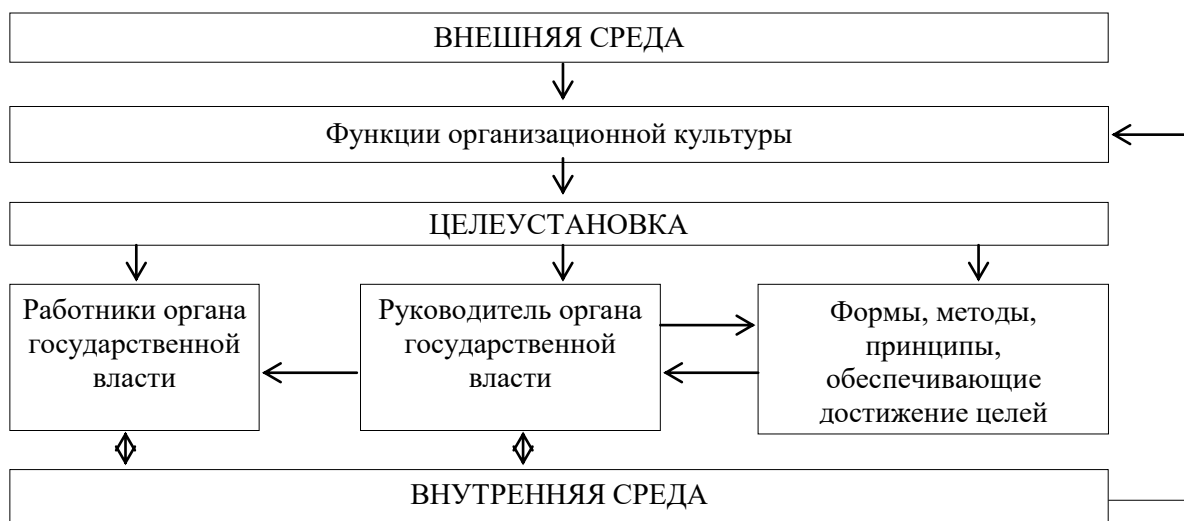 ВНЕШНЯЯ СРЕДА
Функции организационной культуры
ЦЕЛЕУСТАНОВКА
Работники органа
государственной
власти
Руководитель органа
государственной
власти
Формы, методы,
принципы,
обеспечивающие
достижение целей
ВНУТРЕННЯЯ СРЕДА